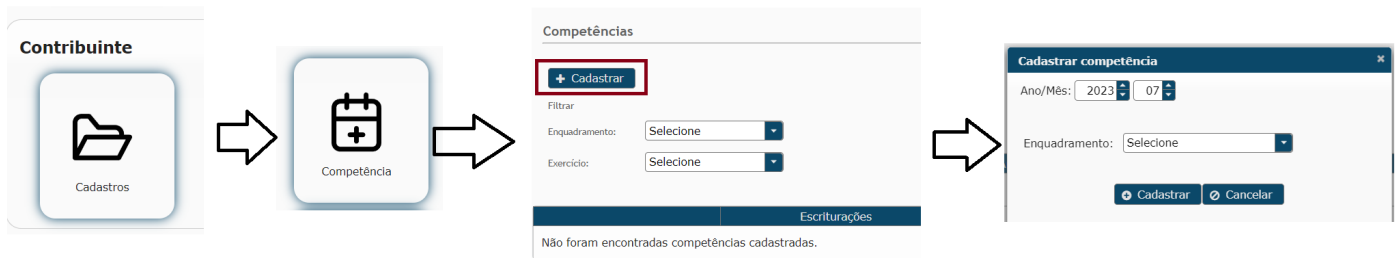 Contribuinte
Cadastros
Competência
Competências
Cadastrar
Filtrar
Enquadramento: Selecione
Exercício: Selecione
Escriturações
Não foram encontradas competências cadastradas.
Cadastrar competência
Ano/Mês: 2023 07
Enquadramento: Selecione
Cadastrar Cancelar